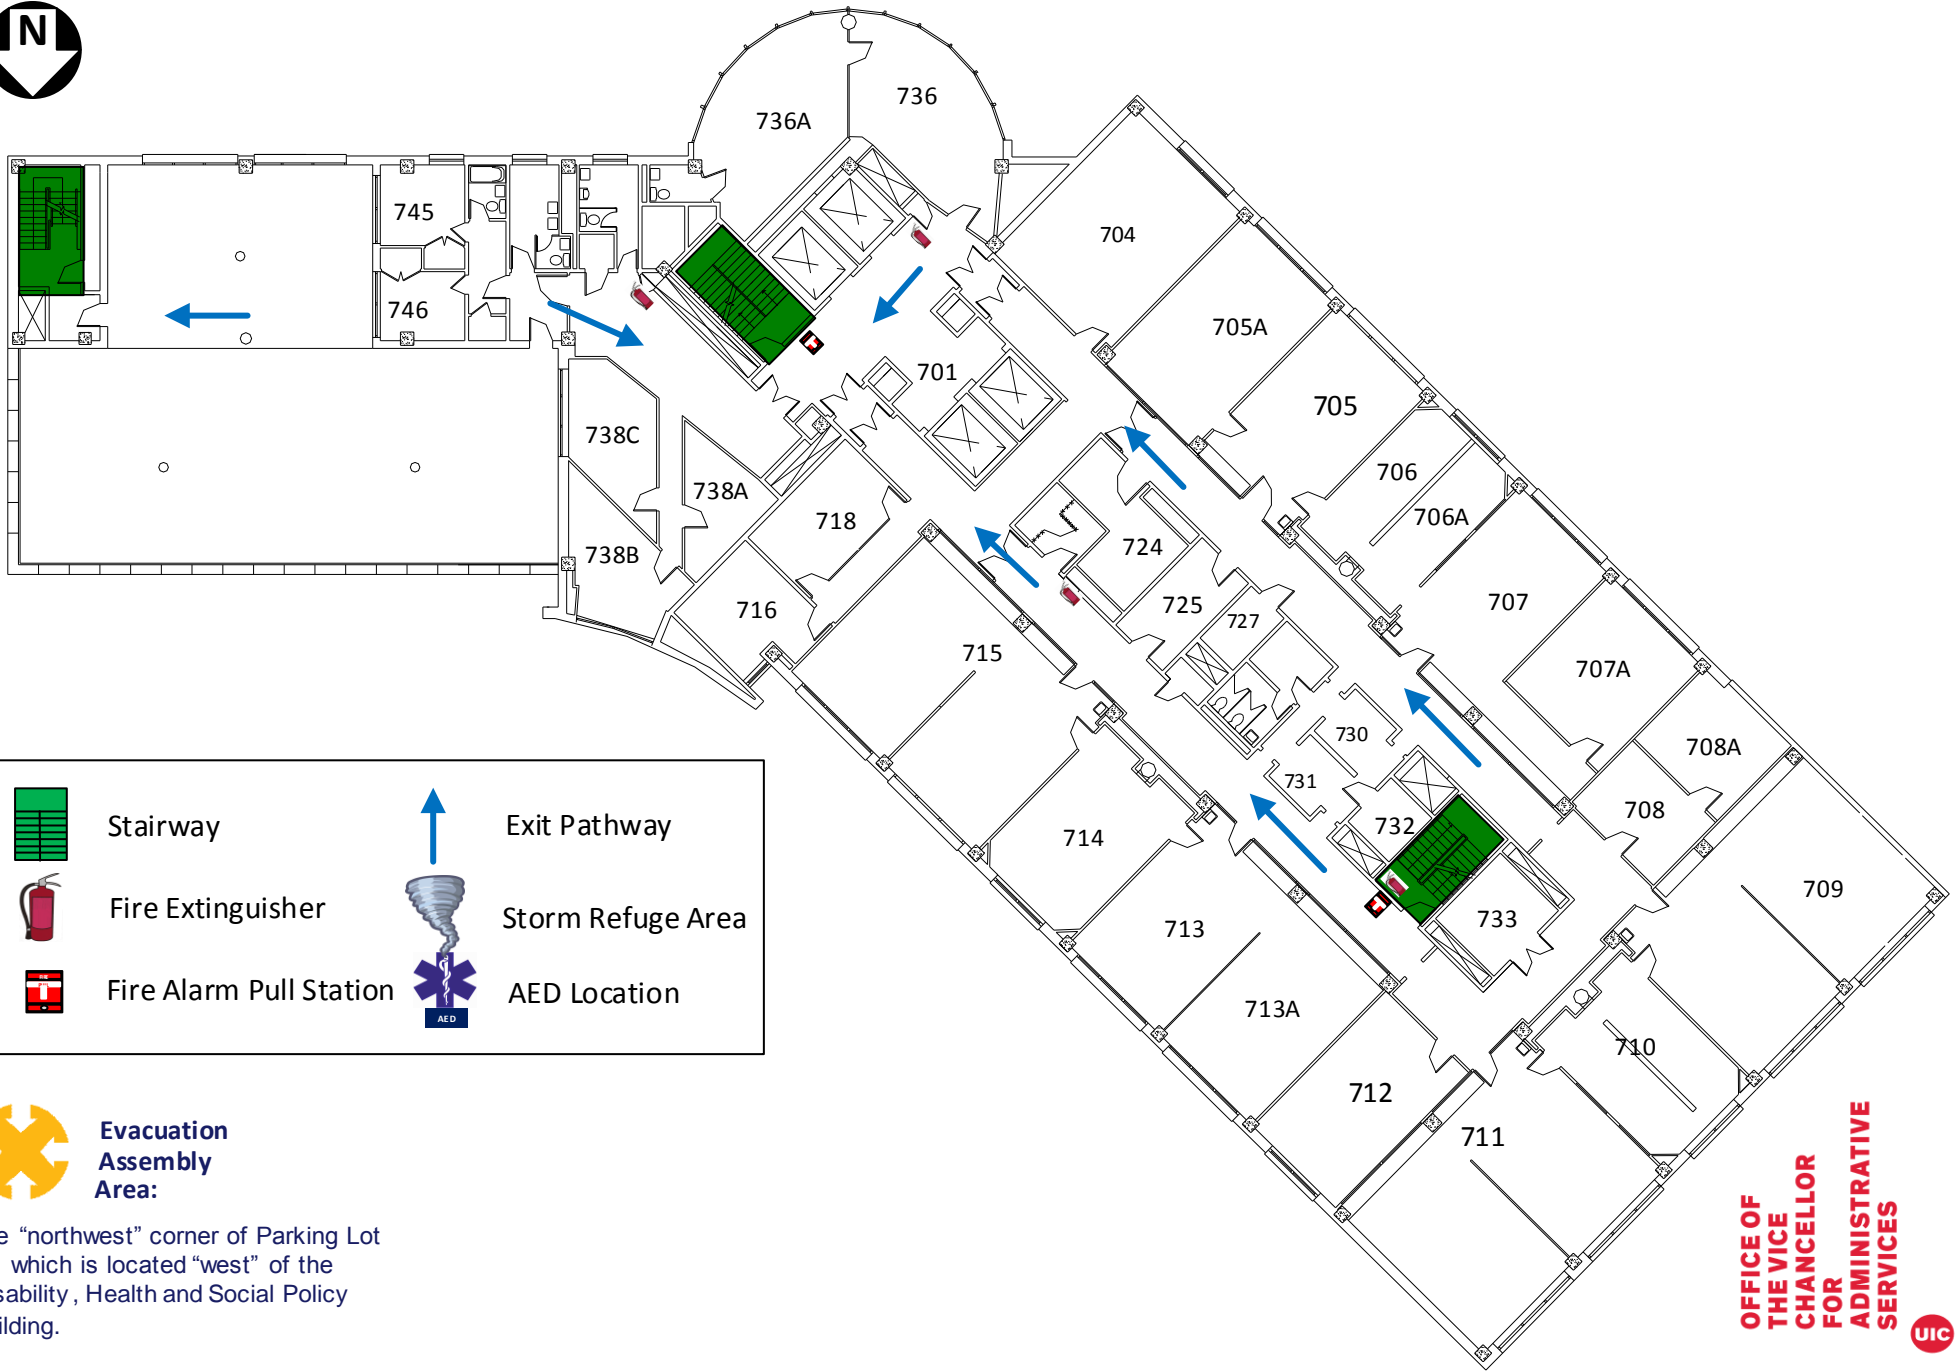 N
736
736A
745
704
746
705A
701
705
738C
706
738A
706A
718
724
738B
725
707
716
727
715
707A
730
708A
731
708
732
714
709
733
713
713A
710
712
711
Stairway
Exit Pathway
Fire Extinguisher
Storm Refuge Area
Fire Alarm Pull Station
AED Location
AED
Evacuation
Assembly
Area:
“northwest” corner of Parking Lot
which is located “west” of the
, Health and Social Policy
OFFICE OF
THE VICE
CHANCELLOR
FOR
ADMINISTRATIVE
SERVICES
UIC